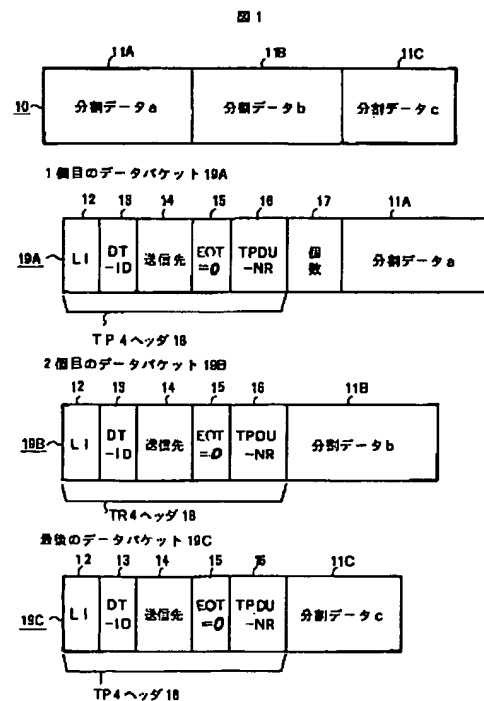 図1
11A 11B 11C
10 分割データa 分割データb 分割データc
1個目のデータパケット19A
12 13 14 15 16 17 11A
19A LI DT-ID 送信先 EOT=0 TPDU-NR 個数 分割データa
TP4ヘッダ18
2個目のデータパケット19B
12 13 14 15 16 11B
19B LI DT-ID 送信先 EOT=0 TPDU-NR 分割データb
TR4ヘッダ18
最後のデータパケット19C
12 13 14 15 16 11C
19C LI DT-ID 送信先 EOT=0 TPDU-NR 分割データc
TP4ヘッダ18